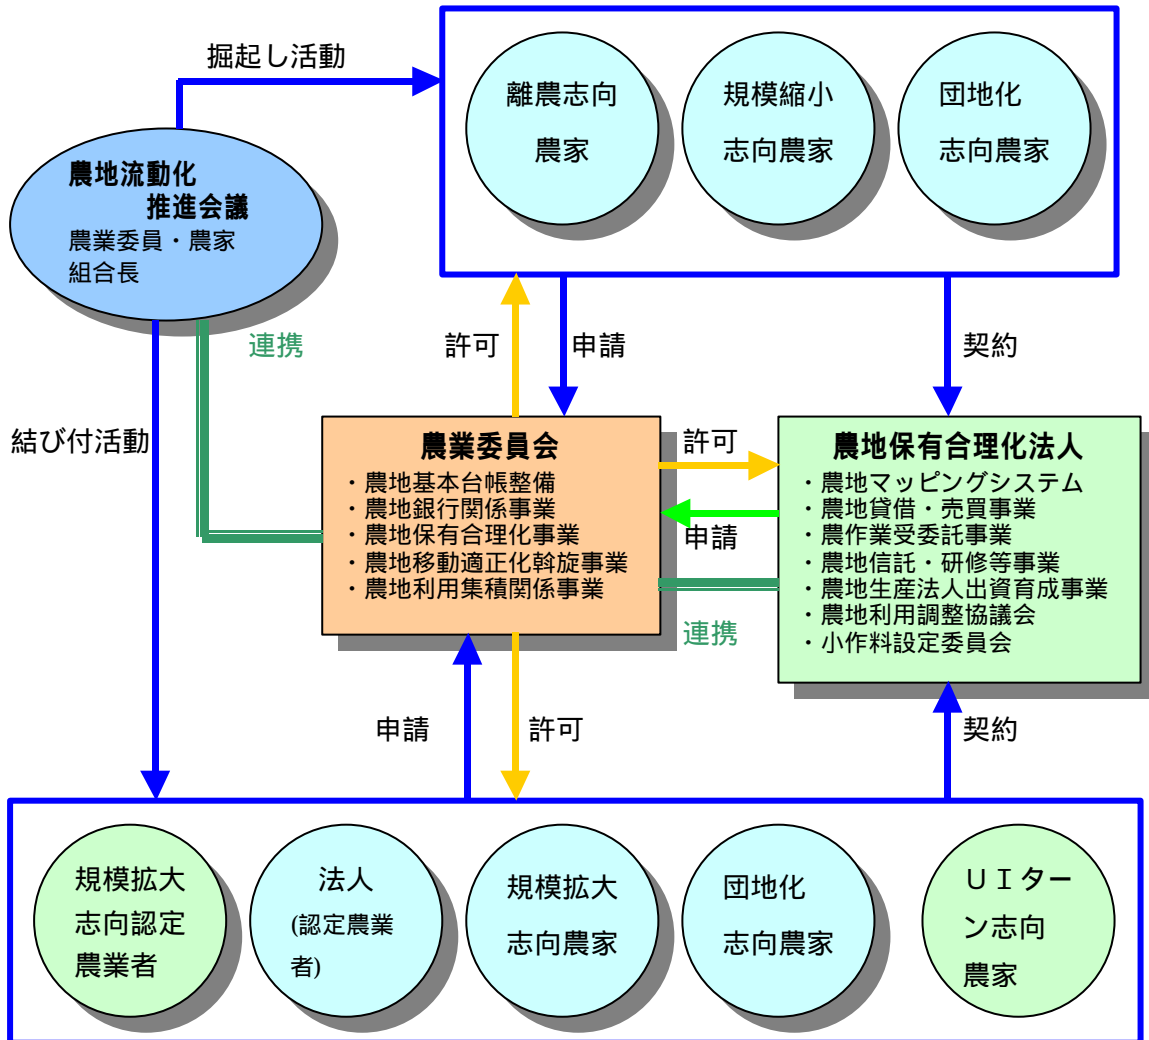 掘起し活動
離農志向
農家
規模縮小
志向農家
団地化
志向農家
農地流動化
推進会議
農業委員・農家
組合長
連携
許可
申請
契約
結び付活動
農業委員会
・農地基本台帳整備
・農地銀行関係事業
・農地保有合理化事業
・農地移動適正化斡旋事業
・農地利用集積関係事業
許可
申請
連携
農地保有合理化法人
・農地マッピングシステム
・農地貸借・売買事業
・農作業受委託事業
・農地信託・研修等事業
・農地生産法人出資育成事業
・農地利用調整協議会
・小作料設定委員会
申請
許可
契約
規模拡大
志向認定
農業者
法人
(認定農業
者)
規模拡大
志向農家
団地化
志向農家
ＵＩター
ン志向
農家